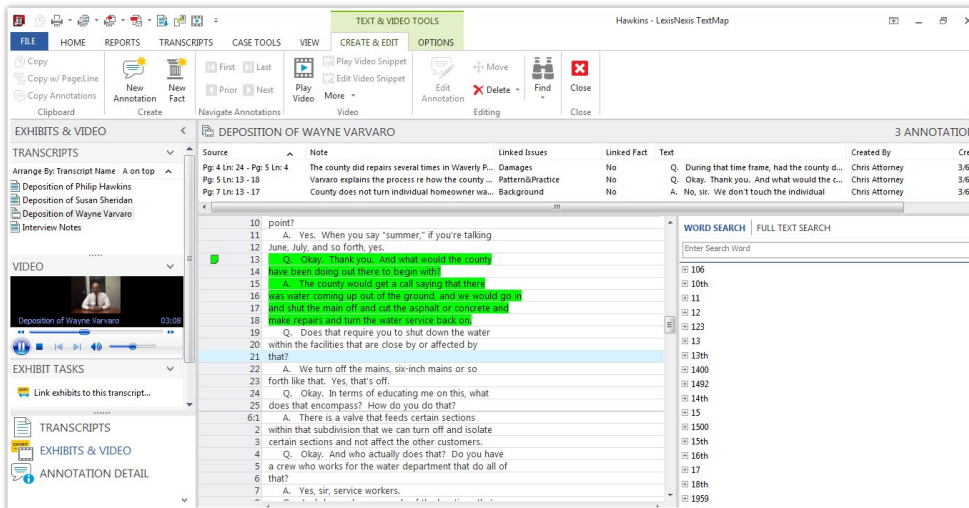 TEXT & VIDEO TOOLS
Hawkins - LexisNexis TextMap
FILE HOME REPORTS TRANSCRIPTS CASE TOOLS VIEW CREATE & EDIT OPTIONS
Copy
Copy w/ Page:Line
Copy Annotations
Clipboard
New Annotation
New Fact
Create
First Last
Prior Next
Navigate Annotations
Play Video
Play Video Snippet
Edit Video Snippet
More
Video
Edit Annotation
Move
Delete
Editing
Find
Close
Close
EXHIBITS & VIDEO
TRANSCRIPTS
Arrange By: Transcript Name A on top
Deposition of Philip Hawkins
Deposition of Susan Sheridan
Deposition of Wayne Varvaro
Interview Notes
VIDEO
Deposition of Wayne Varvaro 03:08
EXHIBIT TASKS
Link exhibits to this transcript...
TRANSCRIPTS
EXHIBITS & VIDEO
ANNOTATION DETAIL
DEPOSITION OF WAYNE VARVARO 3 ANNOTATION
Source Note Linked Issues Linked Fact Text Created By Cre
Pg: 4 Ln: 24 - Pg: 5 Ln: 4 The county did repairs several times in Waverly P... Damages No Q. During that time frame, had the county d... Chris Attorney 3/6
Pg: 5 Ln: 13 - 18 Varvaro explains the process re how the county ... Pattern&Practice No Q. Okay. Thank you. And what would the c... Chris Attorney 3/6
Pg: 7 Ln: 13 - 17 County does not turn individual homeowner wa... Background No A. No, sir. We don't touch the individual Chris Attorney 3/6
10 point?
11 A. Yes. When you say "summer," if you're talking
12 June, July, and so forth, yes.
13 Q. Okay. Thank you. And what would the county
14 have been doing out there to begin with?
15 A. The county would get a call saying that there
16 was water coming up out of the ground, and we would go in
17 and shut the main off and cut the asphalt or concrete and
18 make repairs and turn the water service back on.
19 Q. Does that require you to shut down the water
20 within the facilities that are close by or affected by
21 that?
22 A. We turn off the mains, six-inch mains or so
23 forth like that. Yes, that's off.
24 Q. Okay. In terms of educating me on this, what
25 does that encompass? How do you do that?
6:1 A. There is a valve that feeds certain sections
2 within that subdivision that we can turn off and isolate
3 certain sections and not affect the other customers.
4 Q. Okay. And who actually does that? Do you have
5 a crew who works for the water department that do all of
6 that?
7 A. Yes, sir, service workers.
WORD SEARCH FULL TEXT SEARCH
Enter Search Word
106
10th
11
12
123
13
13th
1400
1492
14th
15
1500
15th
16th
17
18th
1959